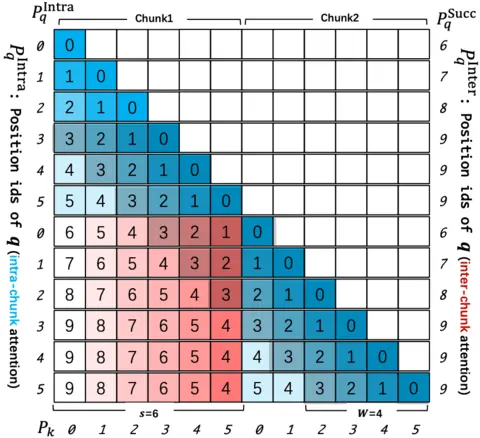 P_q^Intra Chunk1 Chunk2 P_q^Succ
P_q^Intra: Position ids of q (intra-chunk attention)
0 0 6
1 1 0 7
2 2 1 0 8
3 3 2 1 0 9
4 4 3 2 1 0 9
5 5 4 3 2 1 0 9
0 6 5 4 3 2 1 0 6
1 7 6 5 4 3 2 1 0 7
2 8 7 6 5 4 3 2 1 0 8
3 9 8 7 6 5 4 3 2 1 0 9
4 9 8 7 6 5 4 4 3 2 1 0 9
5 9 8 7 6 5 4 5 4 3 2 1 0 9
P_q^Inter: Position ids of q (inter-chunk attention)
s=6 W=4
P_k 0 1 2 3 4 5 0 1 2 3 4 5